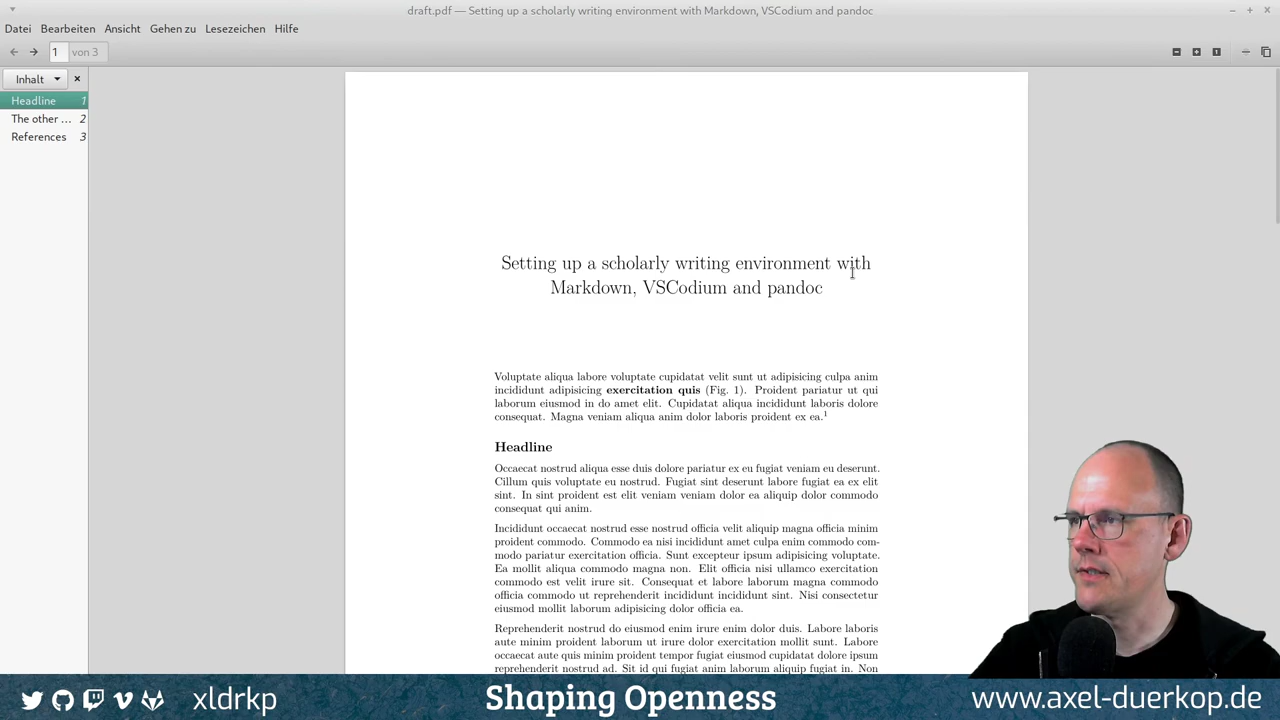 draft.pdf — Setting up a scholarly writing environment with Markdown, VSCodium and pandoc
Datei Bearbeiten Ansicht Gehen zu Lesezeichen Hilfe
1 von 3
Inhalt
Headline 1
The other ... 2
References 3
Setting up a scholarly writing environment with
Markdown, VSCodium and pandoc
Voluptate aliqua labore voluptate cupidatat velit sunt ut adipisicing culpa anim
incididunt adipisicing exercitation quis (Fig. 1). Proident pariatur ut qui
laborum eiusmod in do amet elit. Cupidatat aliqua incididunt laboris dolore
consequat. Magna veniam aliqua anim dolor laboris proident ex ea.1
Headline
Occaecat nostrud aliqua esse duis dolore pariatur ex eu fugiat veniam eu deserunt.
Cillum quis voluptate eu nostrud. Fugiat sint deserunt labore fugiat ea ex elit
sint. In sint proident est elit veniam veniam dolor ea aliquip dolor commodo
consequat qui anim.
Incididunt occaecat nostrud esse nostrud officia velit aliquip magna officia minim
proident commodo. Commodo ea nisi incididunt amet culpa enim commodo com-
modo pariatur exercitation officia. Sunt excepteur ipsum adipisicing voluptate.
Ea mollit aliqua commodo magna non. Elit officia nisi ullamco exercitation
commodo est velit irure sit. Consequat et labore laborum magna commodo
officia commodo ut reprehenderit incididunt incididunt sint. Nisi consectetur
eiusmod mollit laborum adipisicing dolor officia ea.
Reprehenderit nostrud do eiusmod enim irure enim dolor duis. Labore laboris
aute minim proident laborum ut irure dolor exercitation mollit sunt. Labore
occaecat aute quis minim proident tempor fugiat eiusmod cupidatat dolore ipsum
reprehenderit nostrud ad. Sit id qui fugiat anim laborum aliquip fugiat in. Non
xldrkp Shaping Openness www.axel-duerkop.de